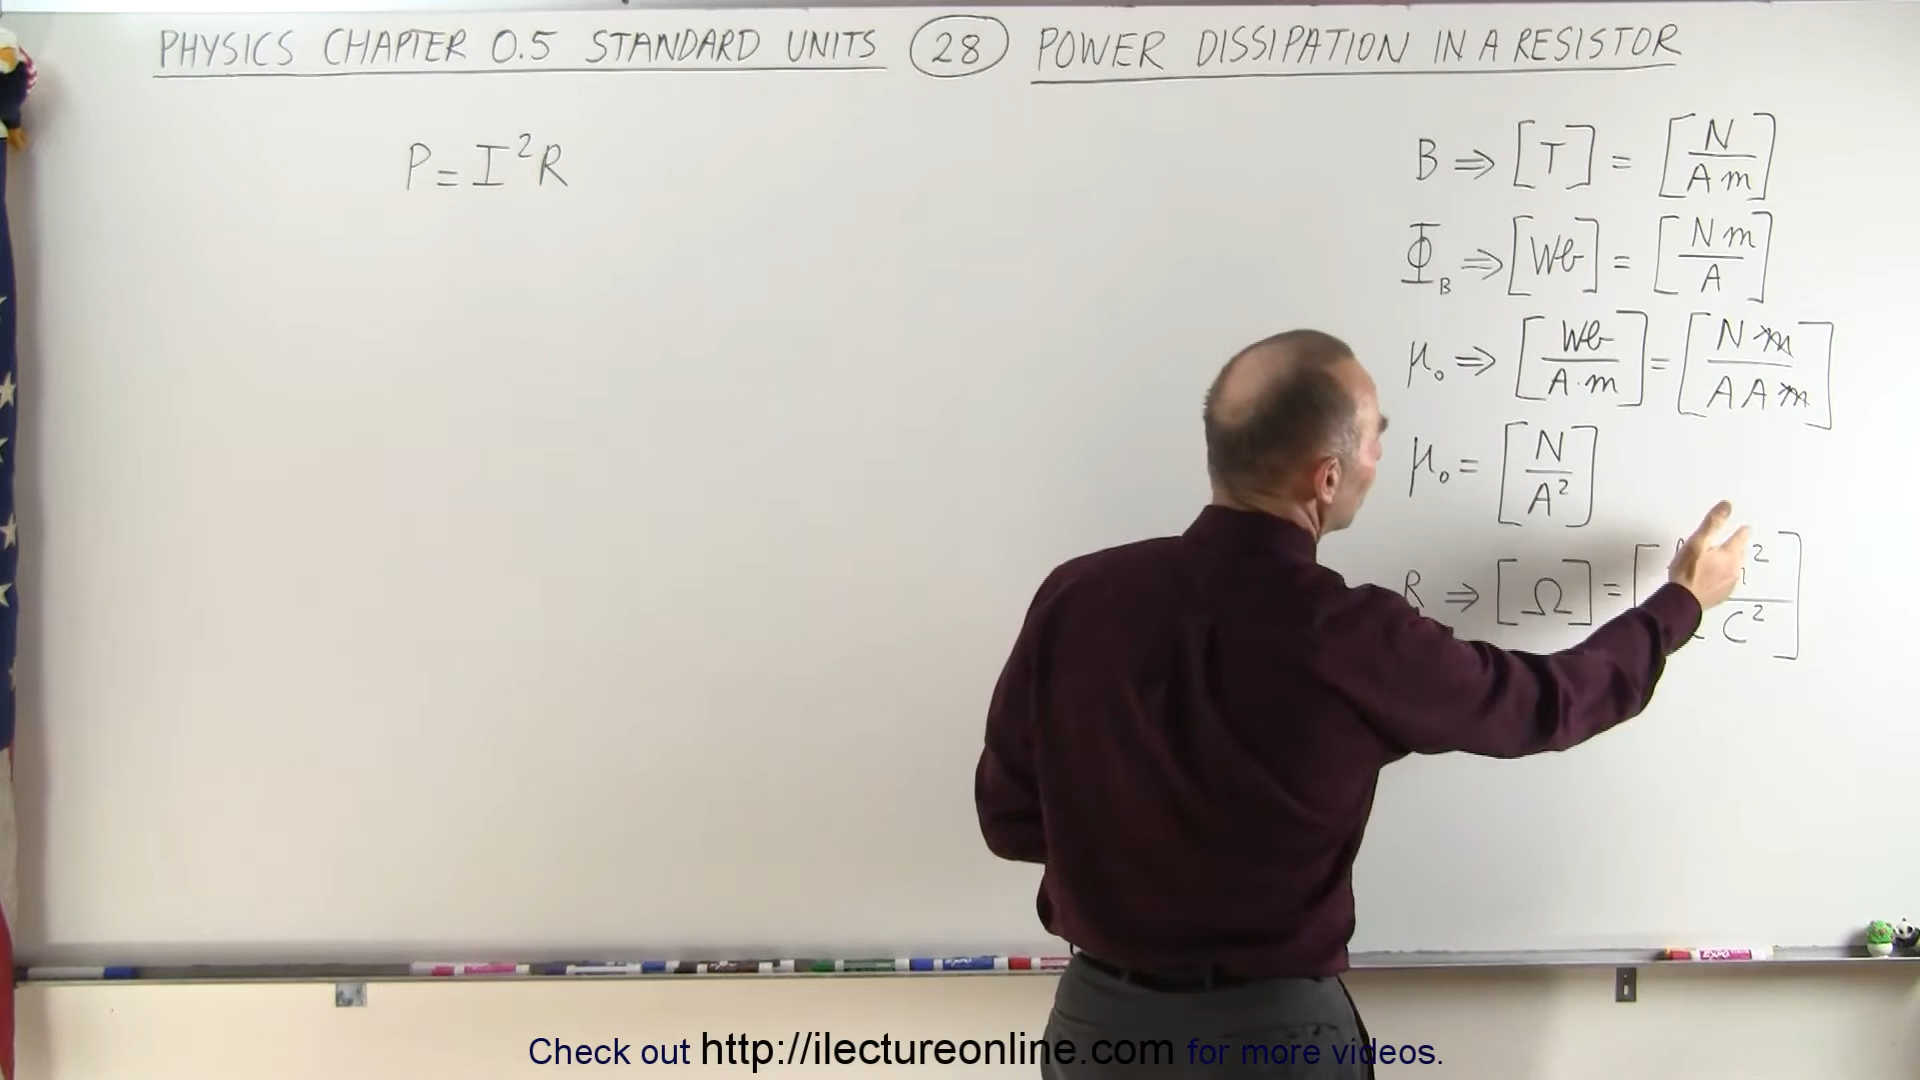 PHYSICS CHAPTER 0.5 STANDARD UNITS 28 POWER DISSIPATION IN A RESISTOR
P = I²R
B ⇒ [T] = [N / A m]
Φ_B ⇒ [Wb] = [N m / A]
μ₀ ⇒ [Wb / A·m] = [N m / A A m]
μ₀ = [N / A²]
R ⇒ [Ω] = [ ² / C²]
Check out http://ilectureonline.com for more videos.